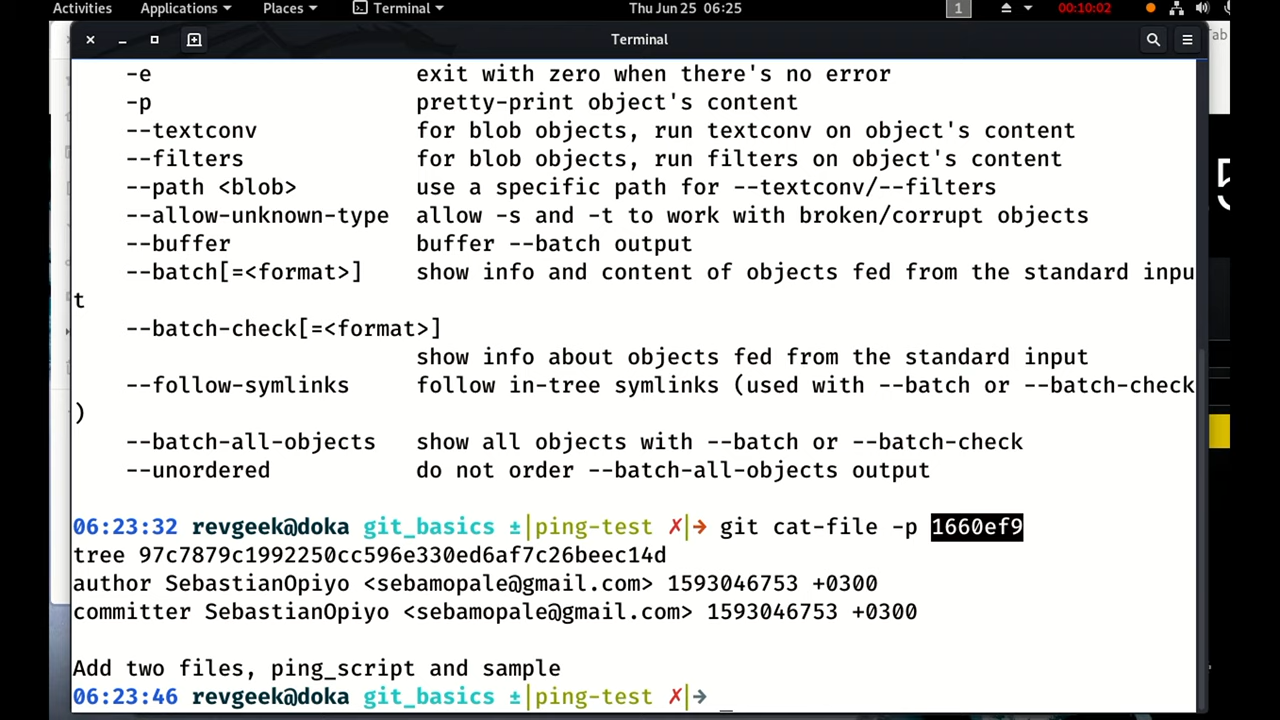 Activities Applications Places Terminal Thu Jun 25 06:25 1 00:10:02
Terminal
Tab
-e exit with zero when there's no error
-p pretty-print object's content
--textconv for blob objects, run textconv on object's content
--filters for blob objects, run filters on object's content
--path <blob> use a specific path for --textconv/--filters
--allow-unknown-type allow -s and -t to work with broken/corrupt objects
--buffer buffer --batch output
--batch[=<format>] show info and content of objects fed from the standard inpu
t
--batch-check[=<format>]
show info about objects fed from the standard input
--follow-symlinks follow in-tree symlinks (used with --batch or --batch-check
)
--batch-all-objects show all objects with --batch or --batch-check
--unordered do not order --batch-all-objects output
06:23:32 revgeek@doka git_basics ±|ping-test ✗|→ git cat-file -p 1660ef9
tree 97c7879c1992250cc596e330ed6af7c26beec14d
author SebastianOpiyo <sebamopale@gmail.com> 1593046753 +0300
committer SebastianOpiyo <sebamopale@gmail.com> 1593046753 +0300
Add two files, ping_script and sample
06:23:46 revgeek@doka git_basics ±|ping-test ✗|→ _